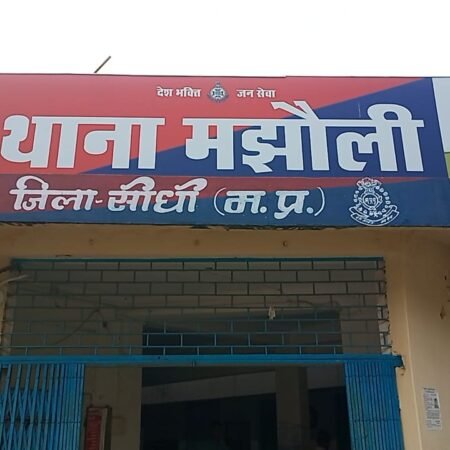 देश भक्ति जन सेवा
थाना मझौली
जिला-सीधी (म.प्र.)